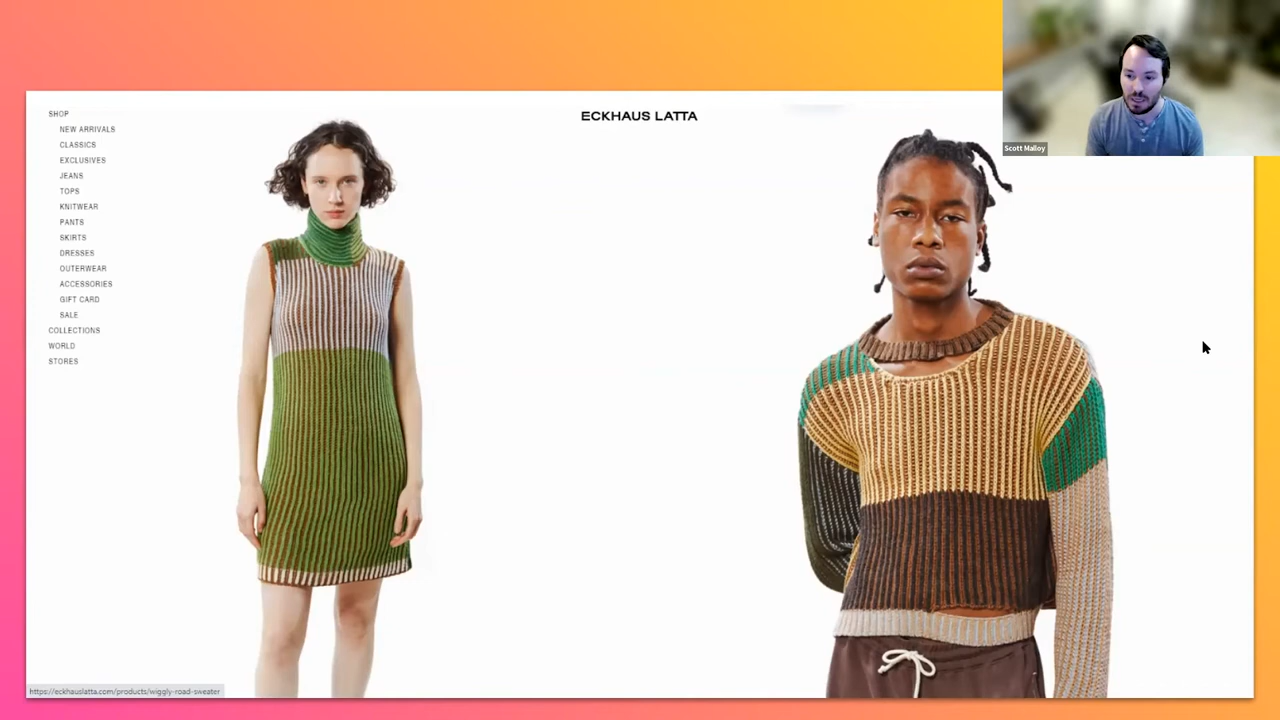 SHOP
NEW ARRIVALS
CLASSICS
EXCLUSIVES
JEANS
TOPS
KNITWEAR
PANTS
SKIRTS
DRESSES
OUTERWEAR
ACCESSORIES
GIFT CARD
SALE
COLLECTIONS
WORLD
STORES
ECKHAUS LATTA
Scott Malloy
https://eckhauslatta.com/products/wiggly-road-sweater